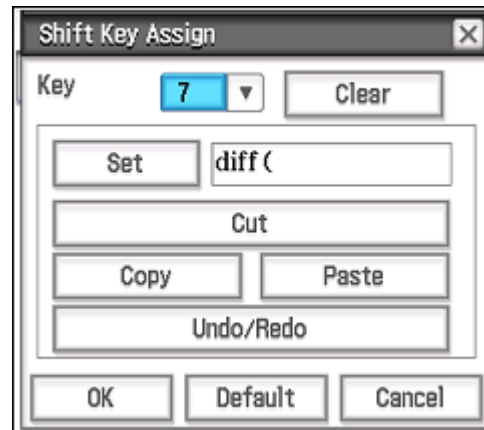 Shift Key Assign
Key 7 Clear
Set diff(
Cut
Copy Paste
Undo/Redo
OK Default Cancel